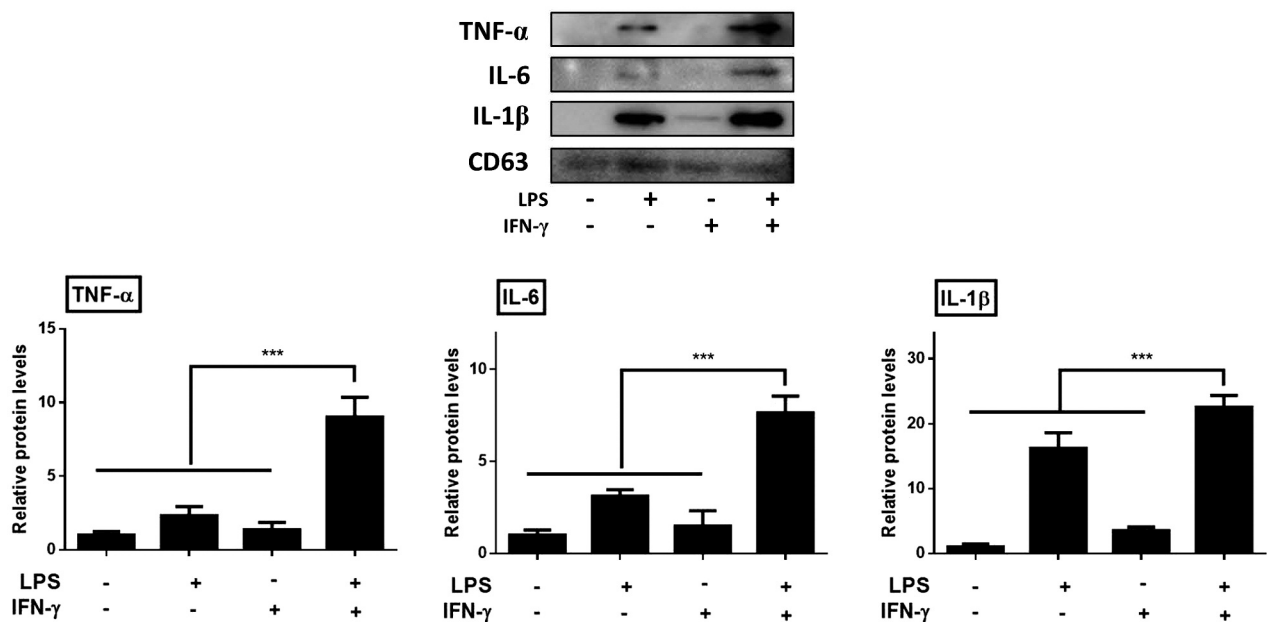 TNF-α
IL-6
IL-1β
CD63
LPS - + - +
IFN-γ - - + +
TNF-α
Relative protein levels
15
10
5
0
***
LPS - + - +
IFN-γ - - + +
IL-6
Relative protein levels
10
5
0
***
LPS - + - +
IFN-γ - - + +
IL-1β
Relative protein levels
30
20
10
0
***
LPS - + - +
IFN-γ - - + +